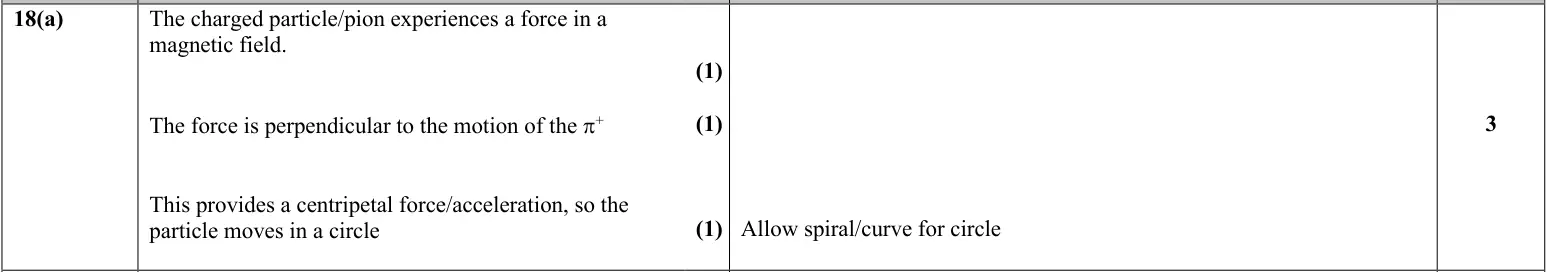 18(a)
The charged particle/pion experiences a force in a
magnetic field.
(1)
The force is perpendicular to the motion of the π⁺ (1)
3
This provides a centripetal force/acceleration, so the
particle moves in a circle (1) Allow spiral/curve for circle